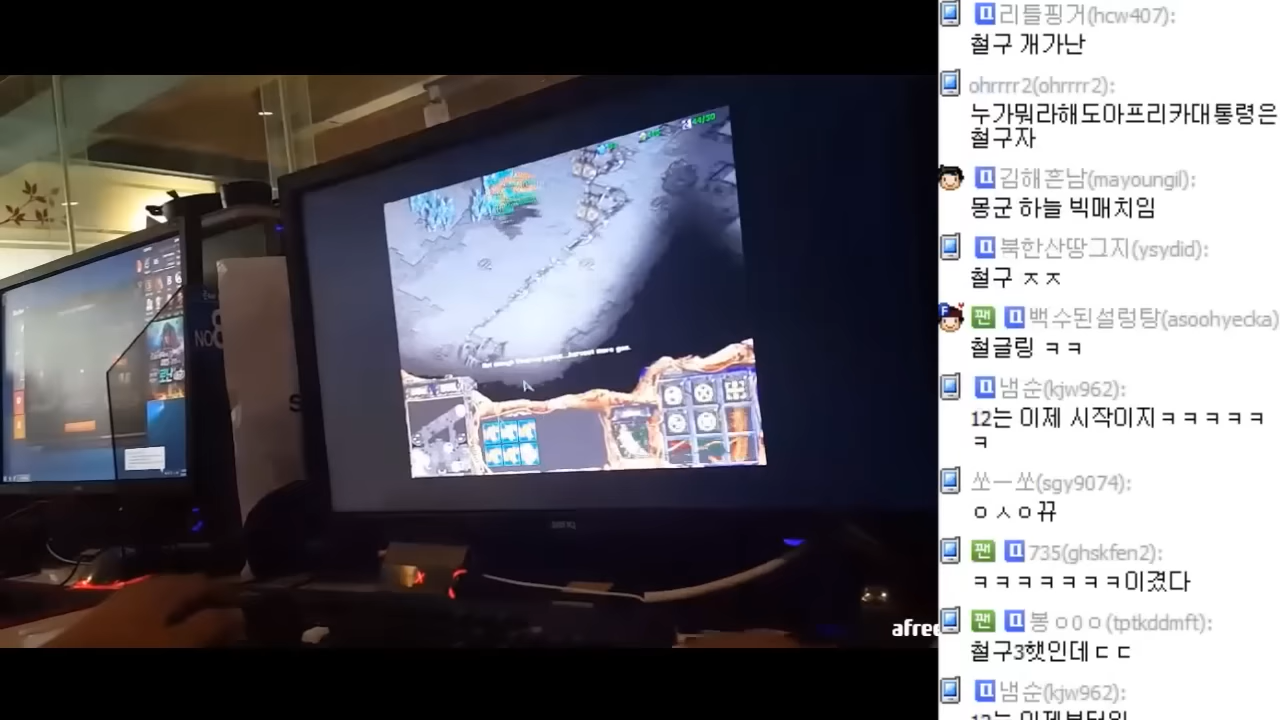 리틀핑거(hcw407):
철구 개가난
ohrrrr2(ohrrrr2):
누가뭐라해도아프리카대통령은
철구자
김해흔남(mayoungil):
몽군 하늘 빅매치임
북한산땅그지(ysydid):
철구 ㅈㅈ
팬 백수된설렁탕(asoohyecka)
철글링 ㅋㅋ
냄순(kjw962):
12는 이제 시작이지ㅋㅋㅋㅋㅋ
ㅋ
쏘ㅡ쏘(sgy9074):
ㅇㅅㅇ뀨
팬 735(ghskfen2):
ㅋㅋㅋㅋㅋㅋㅋ이겼다
팬 봉ㅇ0ㅇ(tptkddmft):
철구3햇인데ㄷㄷ
냄순(kjw962):
NO8
44/50
BenQ
afree